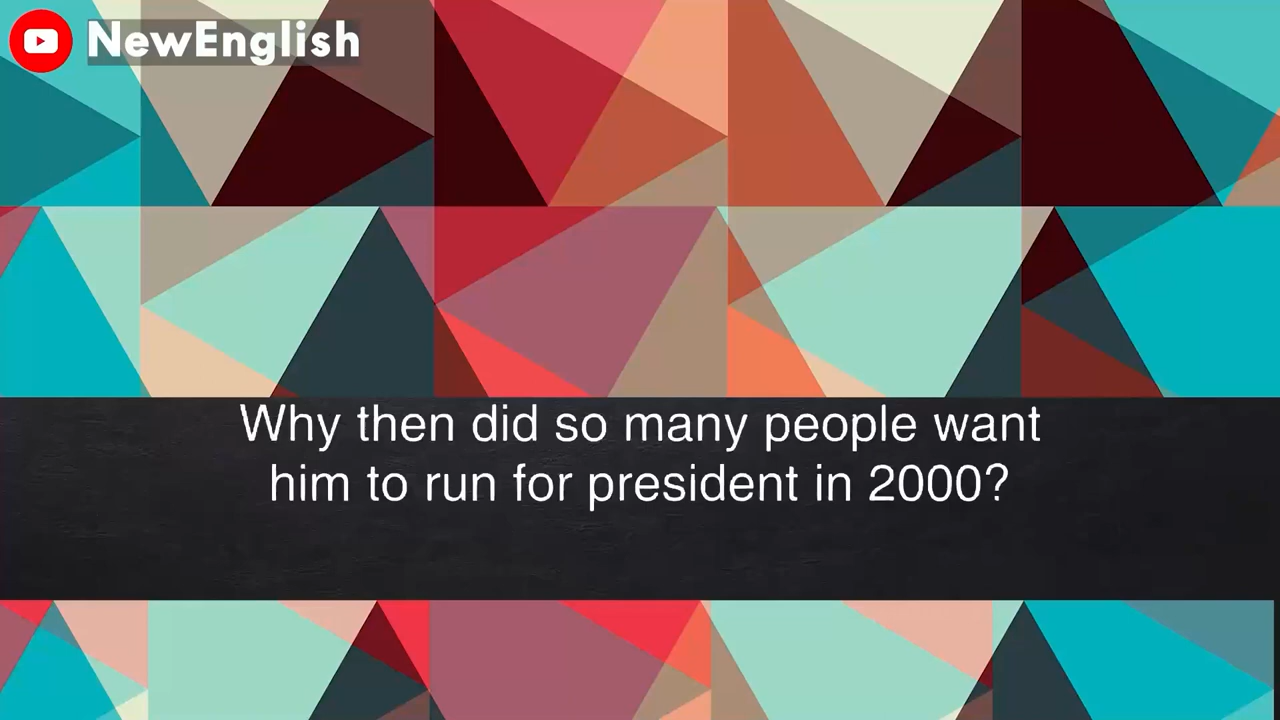 NewEnglish
Why then did so many people want
him to run for president in 2000?